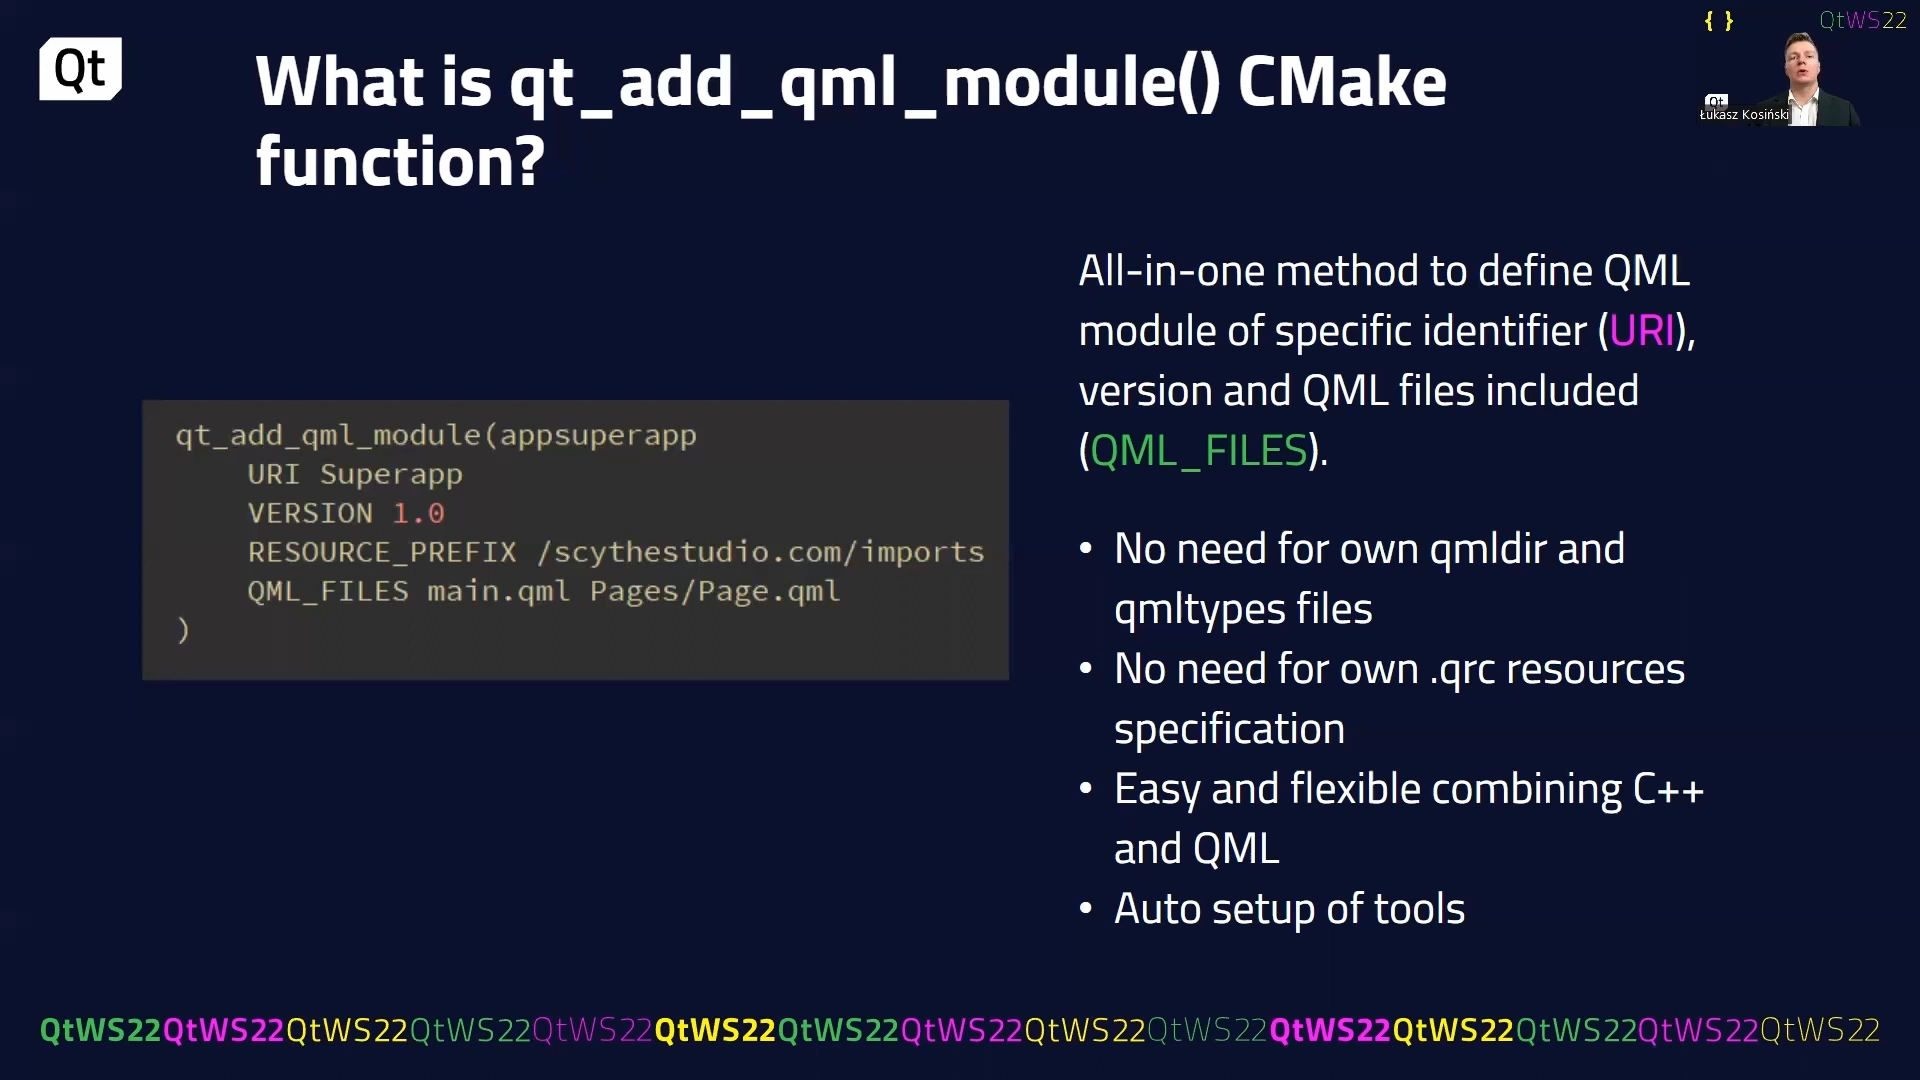 { }
QtWS22
Qt
What is qt_add_qml_module() CMake
function?
Qt
Łukasz Kosiński
All-in-one method to define QML
module of specific identifier (URI),
version and QML files included
(QML_FILES).
qt_add_qml_module(appsuperapp
URI Superapp
VERSION 1.0
RESOURCE_PREFIX /scythestudio.com/imports
QML_FILES main.qml Pages/Page.qml
)
• No need for own qmldir and
qmltypes files
• No need for own .qrc resources
specification
• Easy and flexible combining C++
and QML
• Auto setup of tools
QtWS22QtWS22QtWS22QtWS22QtWS22QtWS22QtWS22QtWS22QtWS22QtWS22QtWS22QtWS22QtWS22QtWS22QtWS22